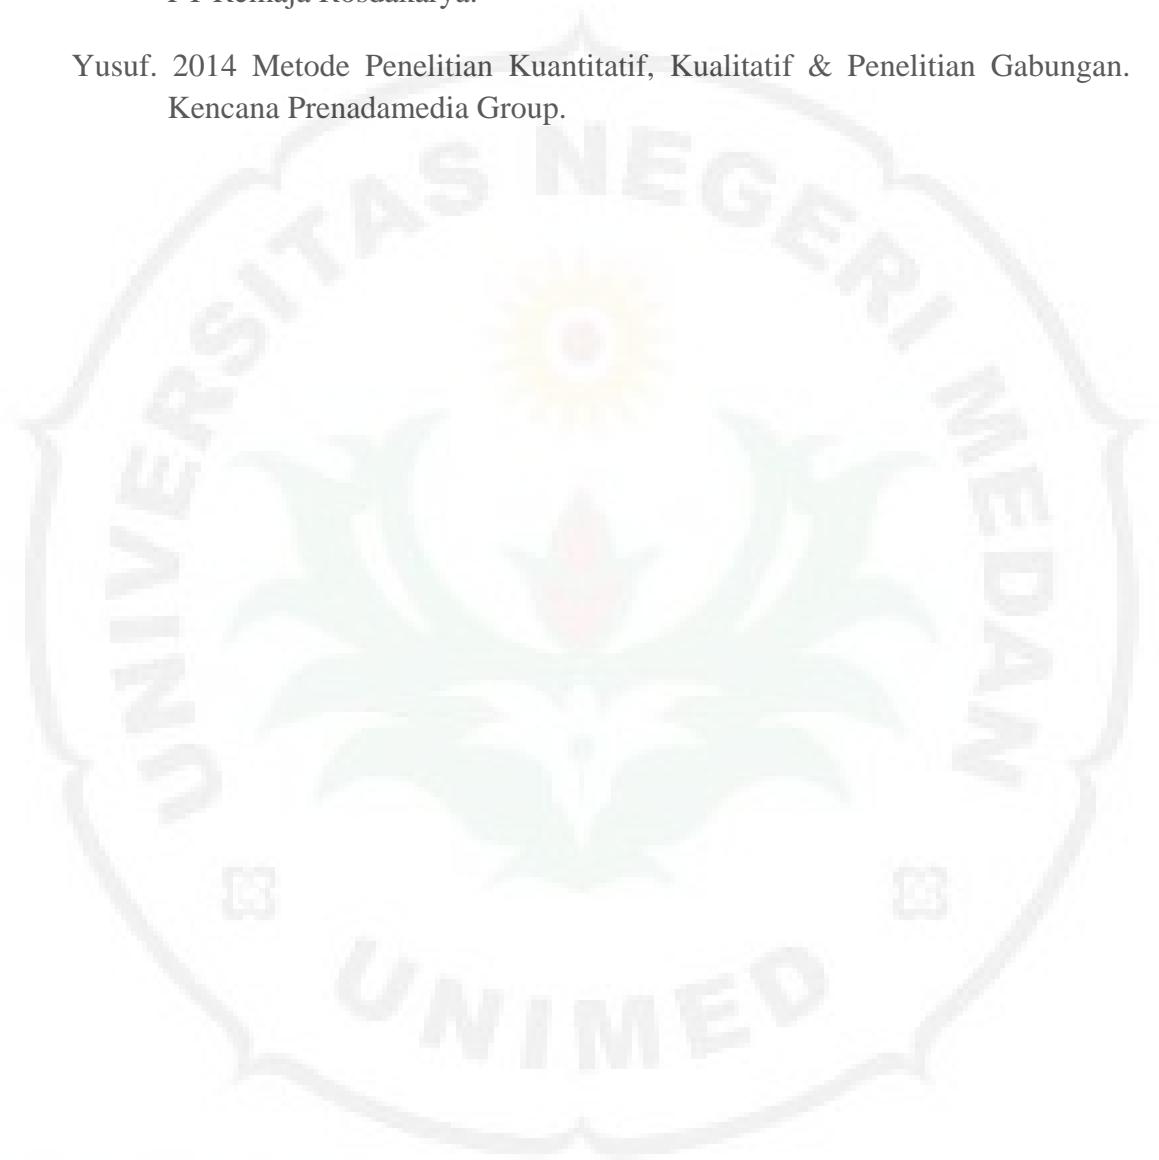 PT Remaja Rosdakarya.
Yusuf. 2014 Metode Penelitian Kuantitatif, Kualitatif & Penelitian Gabungan.
Kencana Prenadamedia Group.
UNIVERSITAS NEGERI MEDAN
UNIMED